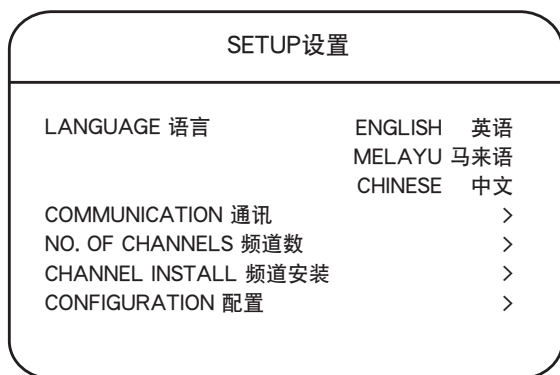 SETUP设置
LANGUAGE 语言 ENGLISH 英语
MELAYU 马来语
CHINESE 中文
COMMUNICATION 通讯 >
NO. OF CHANNELS 频道数 >
CHANNEL INSTALL 频道安装 >
CONFIGURATION 配置 >